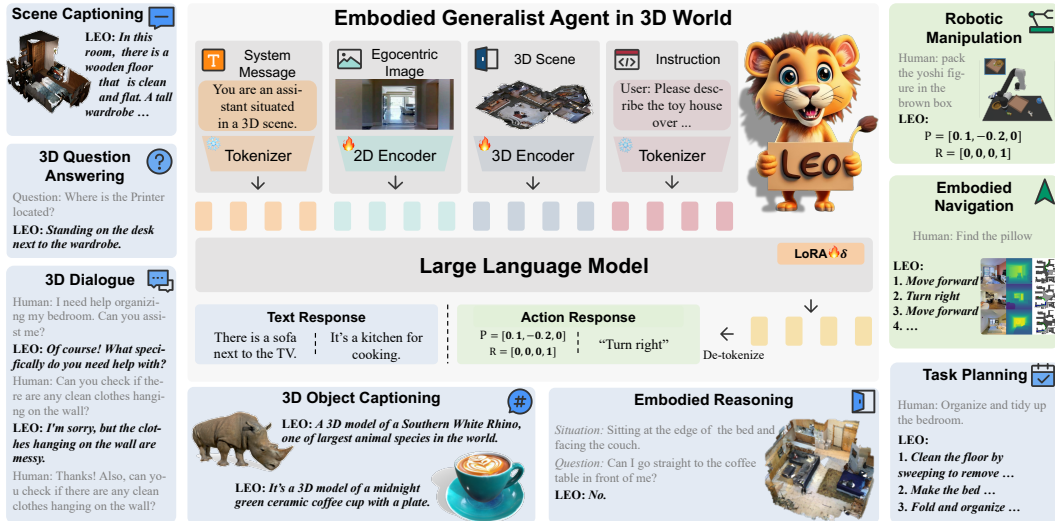 Scene Captioning
LEO: In this
room, there is a
wooden floor
that is clean
and flat. A tall
wardrobe ...
3D Question
Answering
Question: Where is the Printer
located?
LEO: Standing on the desk
next to the wardrobe.
3D Dialogue
Human: I need help organizi-
ng my bedroom. Can you assi-
st me?
LEO: Of course! What speci-
fically do you need help with?
Human: Can you check if the-
re are any clean clothes hangi-
ng on the wall?
LEO: I'm sorry, but the clot-
hes hanging on the wall are
messy.
Human: Thanks! Also, can yo-
u check if there are any clean
clothes hanging on the wall?
Embodied Generalist Agent in 3D World
T
System
Message
You are an assi-
stant situated
in a 3D scene.
Tokenizer
Egocentric
Image
2D Encoder
3D Scene
3D Encoder
Instruction
User: Please desc-
ribe the toy house
over ...
Tokenizer
LEO
Large Language Model
LoRA δ
Text Response
There is a sofa
next to the TV.
It's a kitchen for
cooking.
Action Response
P = [0.1, −0.2, 0]
R = [0, 0, 0, 1]
“Turn right”
De-tokenize
3D Object Captioning
#
LEO: A 3D model of a Southern White Rhino,
one of largest animal species in the world.
LEO: It's a 3D model of a midnight
green ceramic coffee cup with a plate.
Embodied Reasoning
Situation: Sitting at the edge of the bed and
facing the couch.
Question: Can I go straight to the coffee
table in front of me?
LEO: No.
Robotic
Manipulation
Human: pack
the yoshi fig-
ure in the
brown box
LEO:
P = [0.1, −0.2, 0]
R = [0, 0, 0, 1]
Embodied
Navigation
Human: Find the pillow
LEO:
1. Move forward
2. Turn right
3. Move forward
4. ...
Task Planning
Human: Organize and tidy up
the bedroom.
LEO:
1. Clean the floor by
sweeping to remove ...
2. Make the bed ...
3. Fold and organize ...